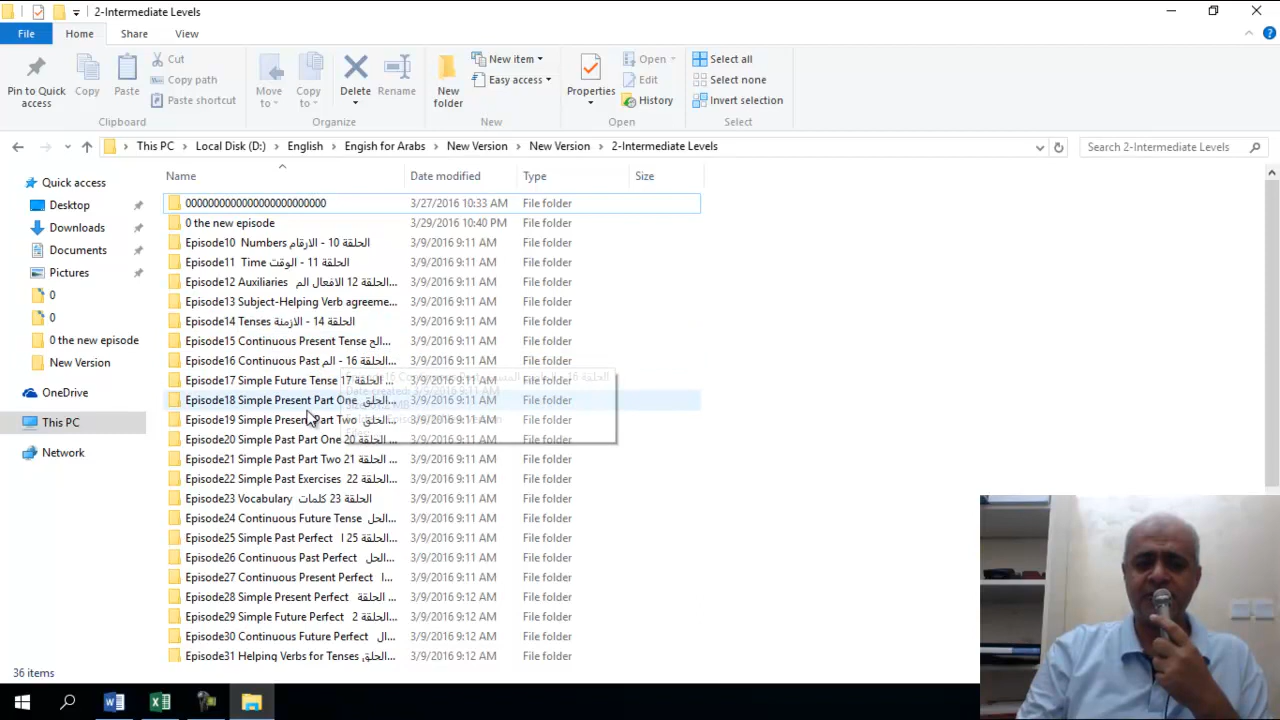 2-Intermediate Levels
File Home Share View
Pin to Quick access
Copy
Paste
Cut
Copy path
Paste shortcut
Clipboard
Move to
Copy to
Delete
Rename
Organize
New folder
New item
Easy access
New
Properties
Open
Edit
History
Open
Select all
Select none
Invert selection
Select
This PC > Local Disk (D:) > English > Engish for Arabs > New Version > New Version > 2-Intermediate Levels
Search 2-Intermediate Levels
Quick access
Desktop
Downloads
Documents
Pictures
0
0
0 the new episode
New Version
OneDrive
This PC
Network
Name Date modified Type Size
0 the new episode 3/29/2016 10:40 PM File folder
Episode10 Numbers الحلقة 10 - الارقام 3/9/2016 9:11 AM File folder
Episode11 Time الحلقة 11 - الوقت 3/9/2016 9:11 AM File folder
Episode12 Auxiliaries الحلقة 12 الافعال الم... 3/9/2016 9:11 AM File folder
Episode13 Subject-Helping Verb agreeme... 3/9/2016 9:11 AM File folder
Episode14 Tenses الحلقة 14 - الازمنة 3/9/2016 9:11 AM File folder
Episode15 Continuous Present Tense الح... 3/9/2016 9:11 AM File folder
Episode16 Continuous Past الحلقة 16 - الم... 3/9/2016 9:11 AM File folder
Episode17 Simple Future Tense الحلقة 17 ... 3/9/2016 9:11 AM File folder
Episode18 Simple Present Part One الحلق... 3/9/2016 9:11 AM File folder
Episode19 Simple Present Part Two الحلق... 3/9/2016 9:11 AM File folder
Episode20 Simple Past Part One الحلقة 20 ... 3/9/2016 9:11 AM File folder
Episode21 Simple Past Part Two الحلقة 21 ... 3/9/2016 9:11 AM File folder
Episode22 Simple Past Exercises الحلقة 22 ... 3/9/2016 9:11 AM File folder
Episode23 Vocabulary الحلقة 23 كلمات 3/9/2016 9:11 AM File folder
Episode24 Continuous Future Tense الحل... 3/9/2016 9:11 AM File folder
Episode25 Simple Past Perfect الحلقة 25 ا... 3/9/2016 9:11 AM File folder
Episode26 Continuous Past Perfect الحل... 3/9/2016 9:11 AM File folder
Episode27 Continuous Present Perfect ا... 3/9/2016 9:11 AM File folder
Episode28 Simple Present Perfect الحلقة ... 3/9/2016 9:12 AM File folder
Episode29 Simple Future Perfect الحلقة 2... 3/9/2016 9:12 AM File folder
Episode30 Continuous Future Perfect ال... 3/9/2016 9:12 AM File folder
Episode31 Helping Verbs for Tenses الحلق... 3/9/2016 9:12 AM File folder
36 items